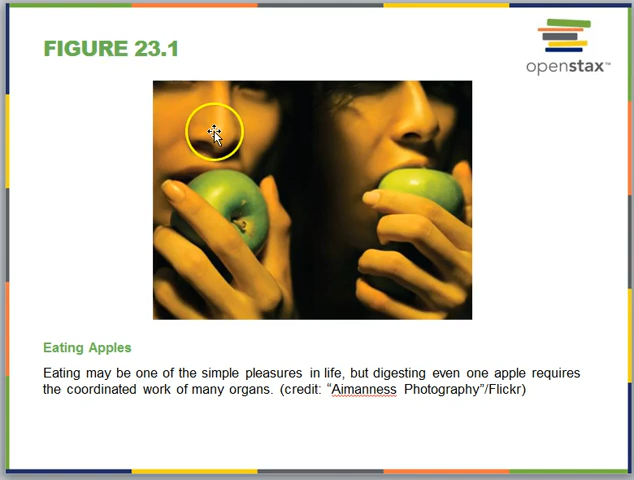 FIGURE 23.1
openstax™
Eating Apples
Eating may be one of the simple pleasures in life, but digesting even one apple requires
the coordinated work of many organs. (credit: “Aimanness Photography”/Flickr)